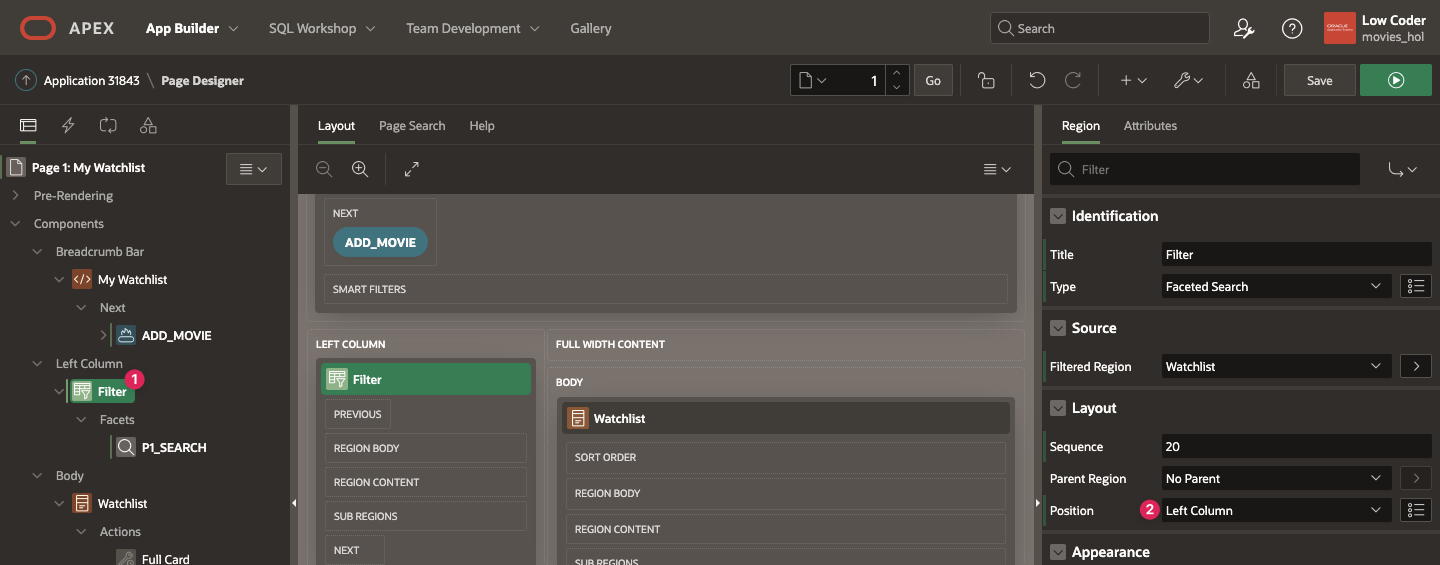 APEX
App Builder
SQL Workshop
Team Development
Gallery
Search
Low Coder
movies_hol
Application 31843 \ Page Designer
1
Go
Save
Page 1: My Watchlist
Pre-Rendering
Components
Breadcrumb Bar
My Watchlist
Next
ADD_MOVIE
Left Column
Filter
1
Facets
P1_SEARCH
Body
Watchlist
Actions
Full Card
Layout
Page Search
Help
NEXT
ADD_MOVIE
SMART FILTERS
LEFT COLUMN
Filter
PREVIOUS
REGION BODY
REGION CONTENT
SUB REGIONS
NEXT
FULL WIDTH CONTENT
BODY
Watchlist
SORT ORDER
REGION BODY
REGION CONTENT
SUB REGIONS
Region
Attributes
Filter
Identification
Title
Filter
Type
Faceted Search
Source
Filtered Region
Watchlist
Layout
Sequence
20
Parent Region
No Parent
Position
2
Left Column
Appearance